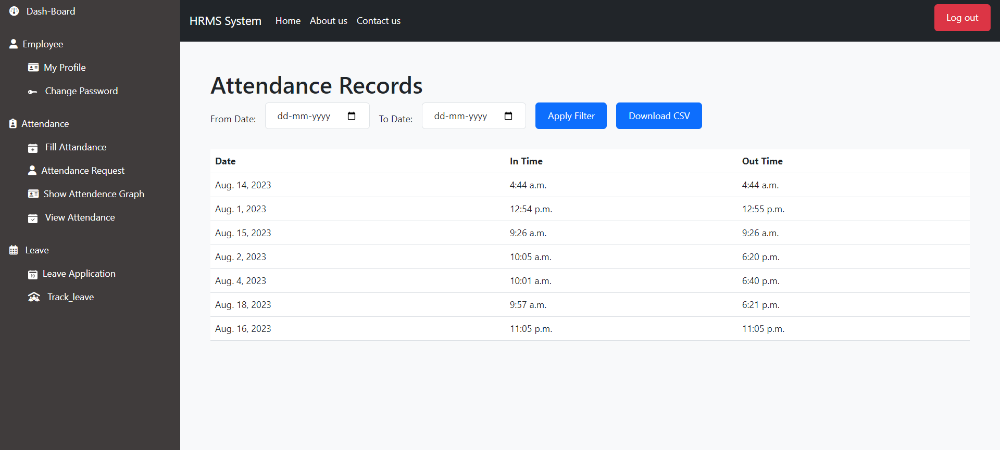 Dash-Board
Employee
My Profile
Change Password
Attendance
Fill Attandance
Attendance Request
Show Attendence Graph
View Attendance
Leave
19
Leave Application
Track_leave
HRMS System Home About us Contact us Log out
Attendance Records
From Date: dd-mm-yyyy To Date: dd-mm-yyyy Apply Filter Download CSV
Date In Time Out Time
Aug. 14, 2023 4:44 a.m. 4:44 a.m.
Aug. 1, 2023 12:54 p.m. 12:55 p.m.
Aug. 15, 2023 9:26 a.m. 9:26 a.m.
Aug. 2, 2023 10:05 a.m. 6:20 p.m.
Aug. 4, 2023 10:01 a.m. 6:40 p.m.
Aug. 18, 2023 9:57 a.m. 6:21 p.m.
Aug. 16, 2023 11:05 p.m. 11:05 p.m.